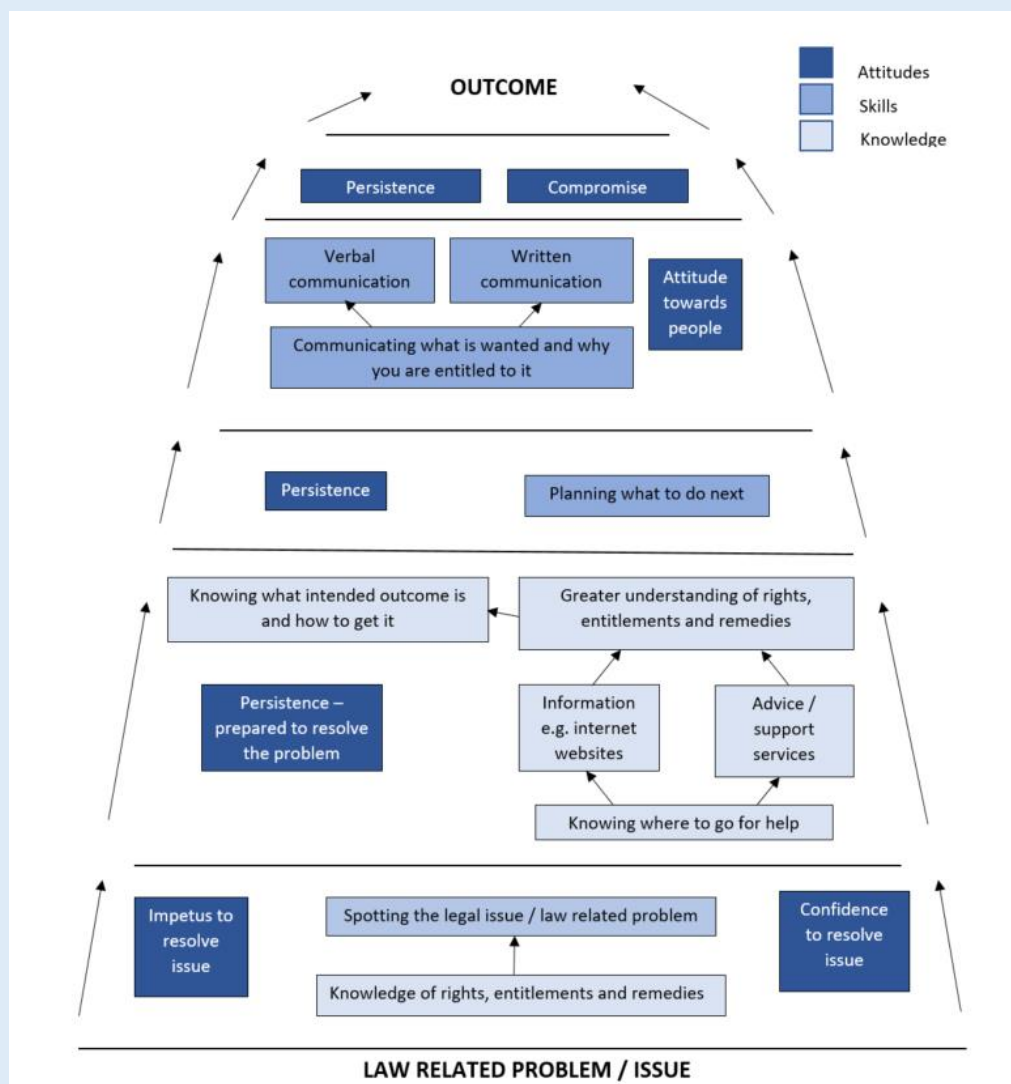 OUTCOME
Attitudes
Skills
Knowledge
Persistence
Compromise
Verbal
communication
Written
communication
Attitude
towards
people
Communicating what is wanted and why
you are entitled to it
Persistence
Planning what to do next
Knowing what intended outcome is
and how to get it
Greater understanding of rights,
entitlements and remedies
Persistence –
prepared to resolve
the problem
Information
e.g. internet
websites
Advice /
support
services
Knowing where to go for help
Impetus to
resolve
issue
Spotting the legal issue / law related problem
Confidence
to resolve
issue
Knowledge of rights, entitlements and remedies
LAW RELATED PROBLEM / ISSUE